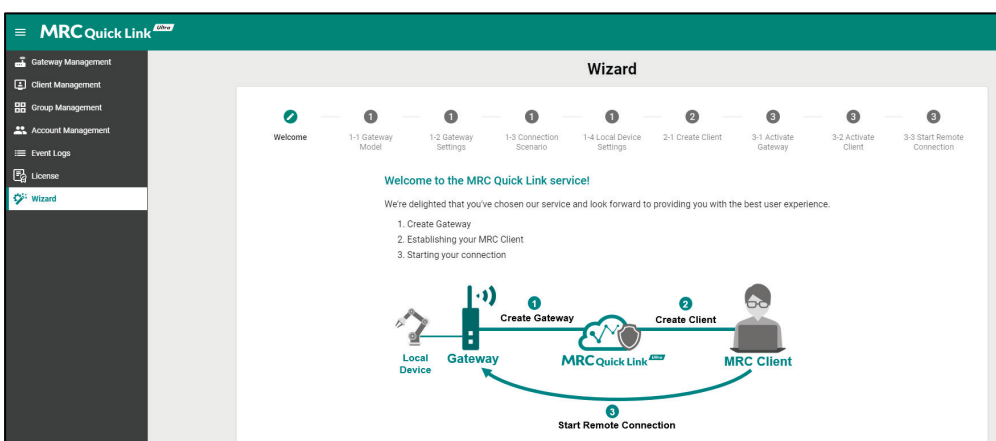 MRC Quick Link Ultra
Gateway Management
Client Management
Group Management
Account Management
Event Logs
License
Wizard
Wizard
Welcome
1
1-1 Gateway
Model
1
1-2 Gateway
Settings
1
1-3 Connection
Scenario
1
1-4 Local Device
Settings
2
2-1 Create Client
3
3-1 Activate
Gateway
3
3-2 Activate
Client
3
3-3 Start Remote
Connection
Welcome to the MRC Quick Link service!
We're delighted that you've chosen our service and look forward to providing you with the best user experience.
1. Create Gateway
2. Establishing your MRC Client
3. Starting your connection
1
Create Gateway
2
Create Client
Local
Device
Gateway
MRC Quick Link Ultra
MRC Client
3
Start Remote Connection